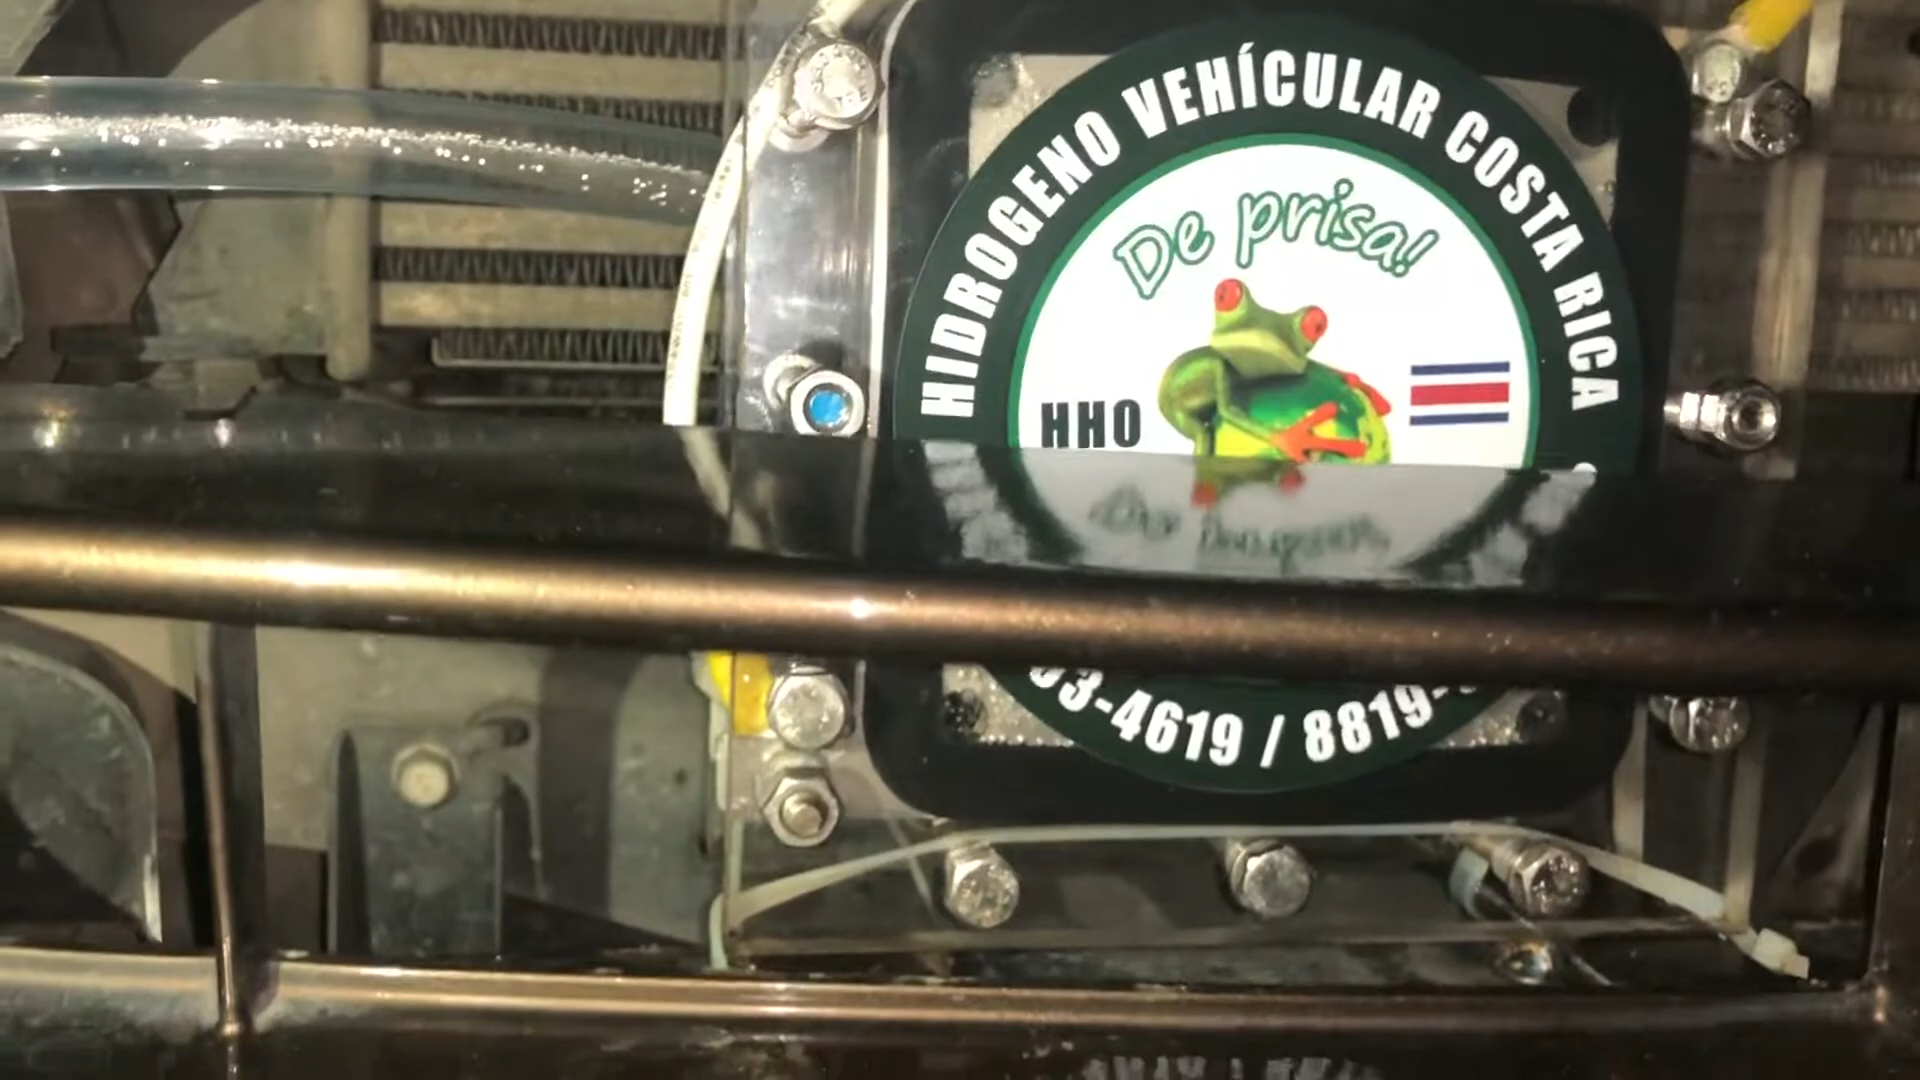 HIDROGENO VEHÍCULAR COSTA RICA
De prisa!
HHO
3-4619 / 8819-